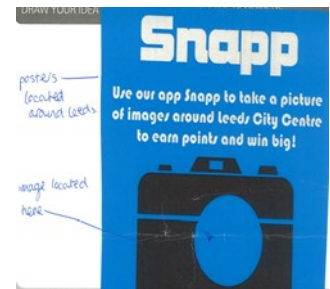 DRAW YOUR IDEA
Snapp
posters
located
around Leeds
Use our app Snapp to take a picture
of images around Leeds City Centre
to earn points and win big!
image located
here